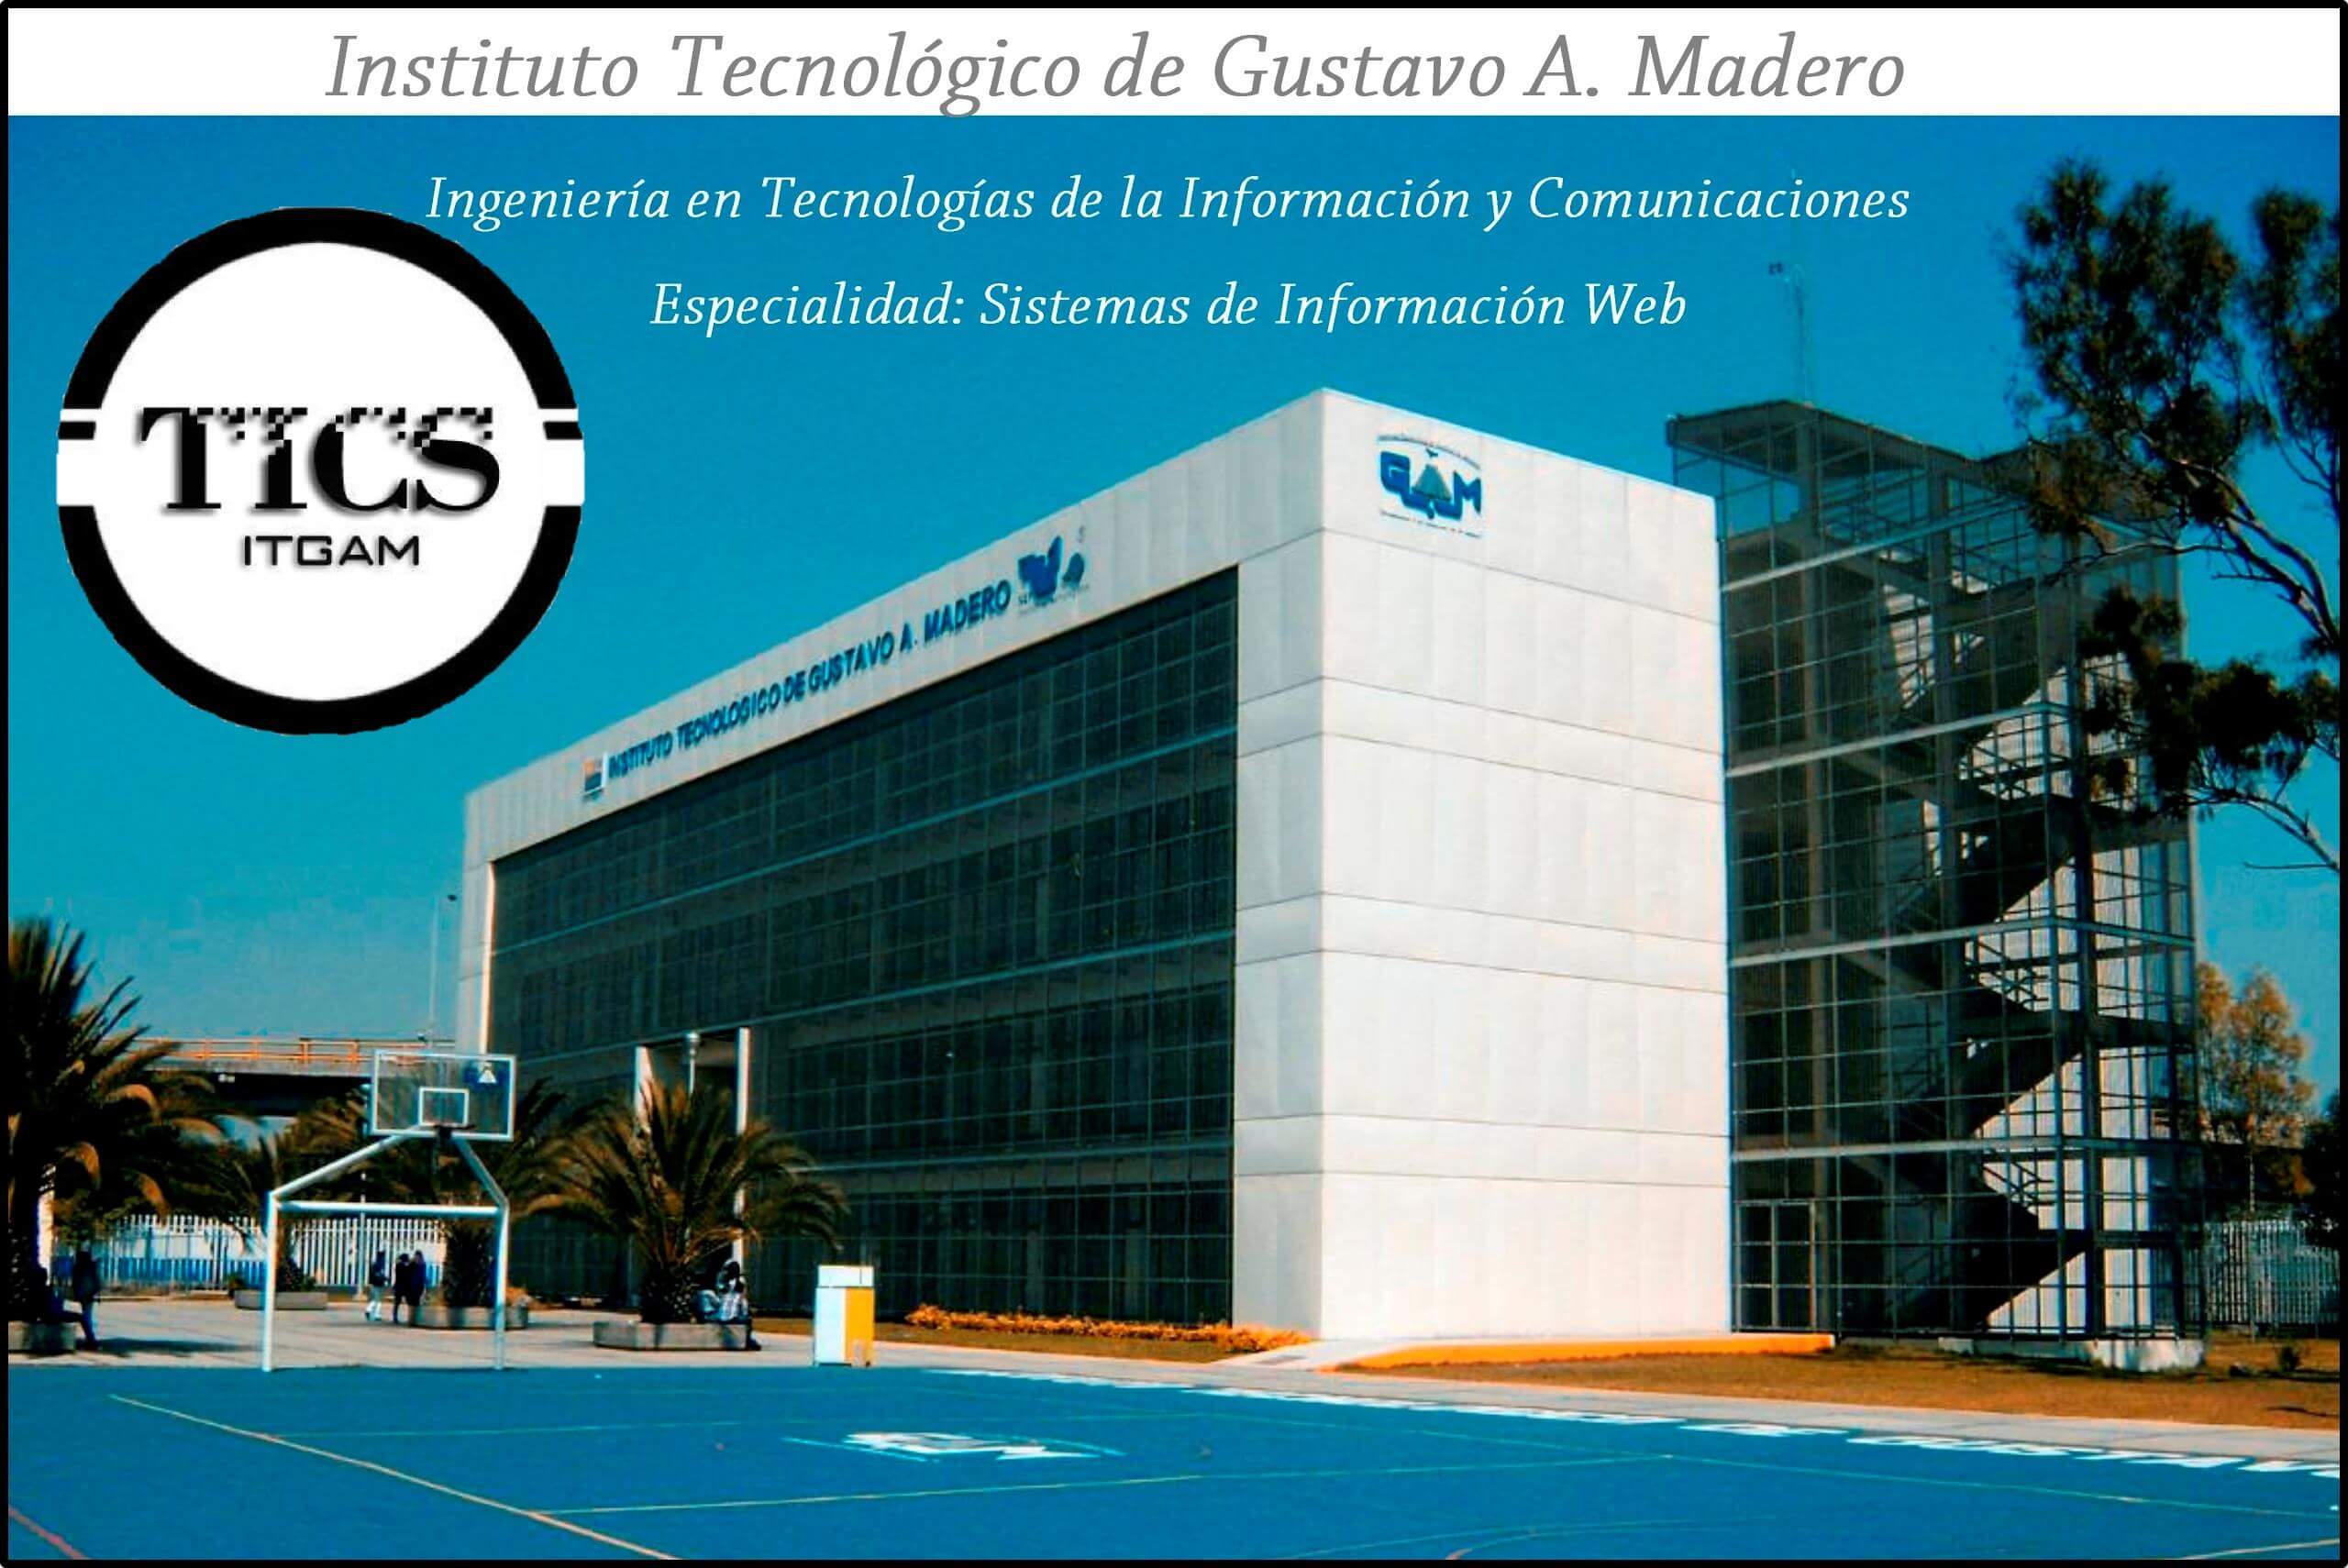 Instituto Tecnológico de Gustavo A. Madero
Ingeniería en Tecnologías de la Información y Comunicaciones
Especialidad: Sistemas de Información Web
TICS
ITGAM
GAM
INSTITUTO TECNOLOGICO DE GUSTAVO A. MADERO